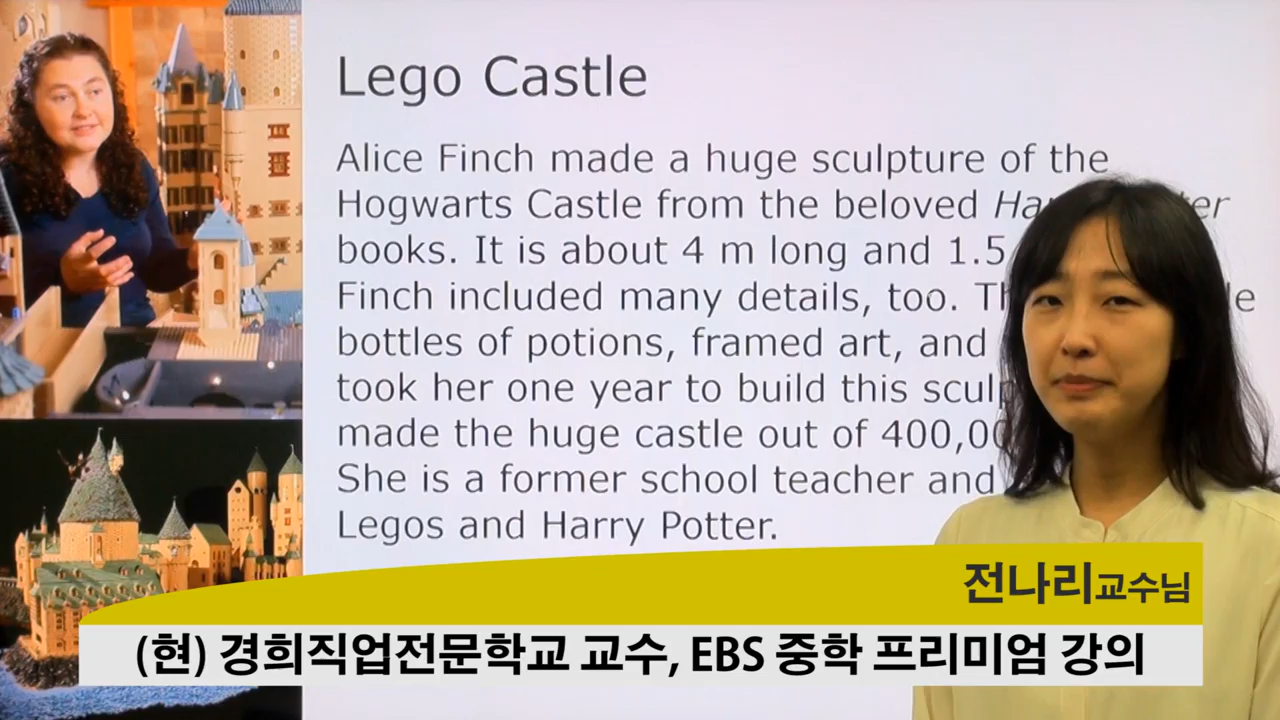 Lego Castle
Alice Finch made a huge sculpture of the
Hogwarts Castle from the beloved
books. It is about 4 m long and 1.5
Finch included many details, too.
bottles of potions, framed art, and
took her one year to build this
made the huge castle out of
She is a former school teacher and
Legos and Harry Potter.
전나리교수님
(현) 경희직업전문학교 교수, EBS 중학 프리미엄 강의